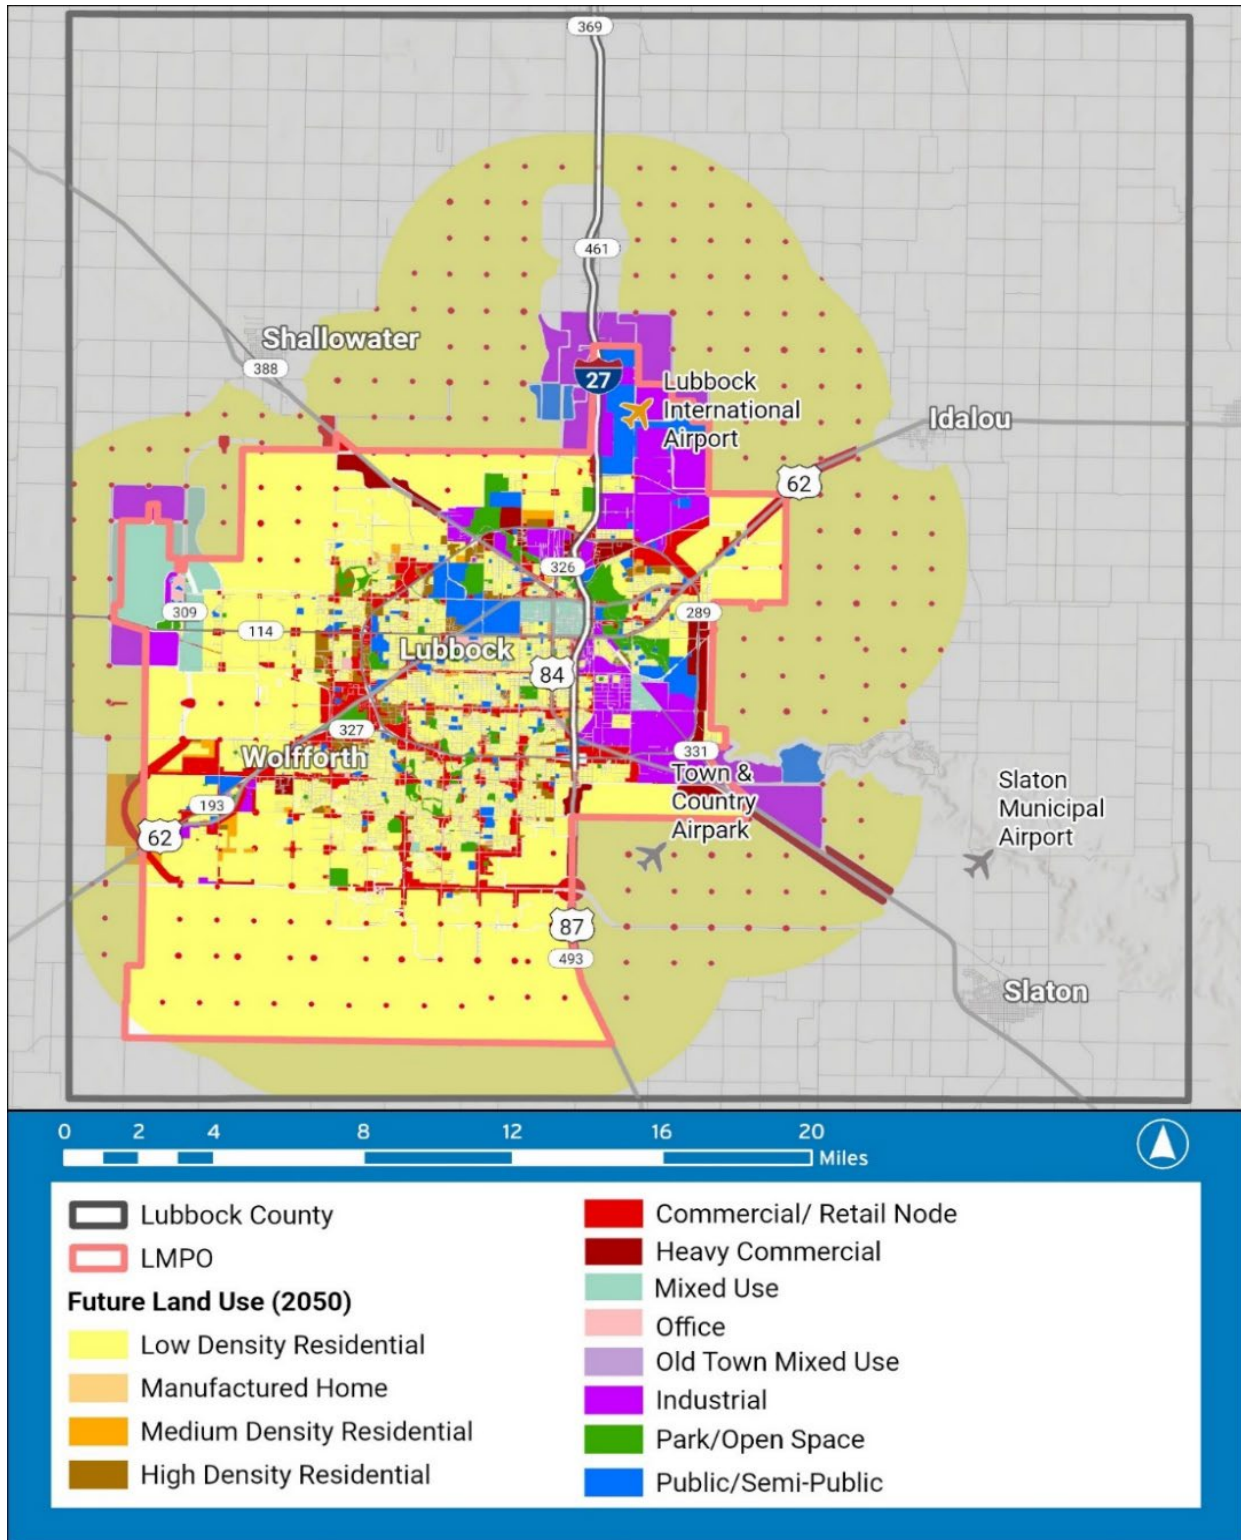 369
461
Shallowater
388
27
Lubbock
International
Airport
Idalou
62
326
309
114
289
Lubbock
84
327
Wolfforth
331
Town &
Country
Airpark
Slaton
Municipal
Airport
193
62
87
493
Slaton
0 2 4 8 12 16 20
Miles
Lubbock County
LMPO
Future Land Use (2050)
Low Density Residential
Manufactured Home
Medium Density Residential
High Density Residential
Commercial/ Retail Node
Heavy Commercial
Mixed Use
Office
Old Town Mixed Use
Industrial
Park/Open Space
Public/Semi-Public